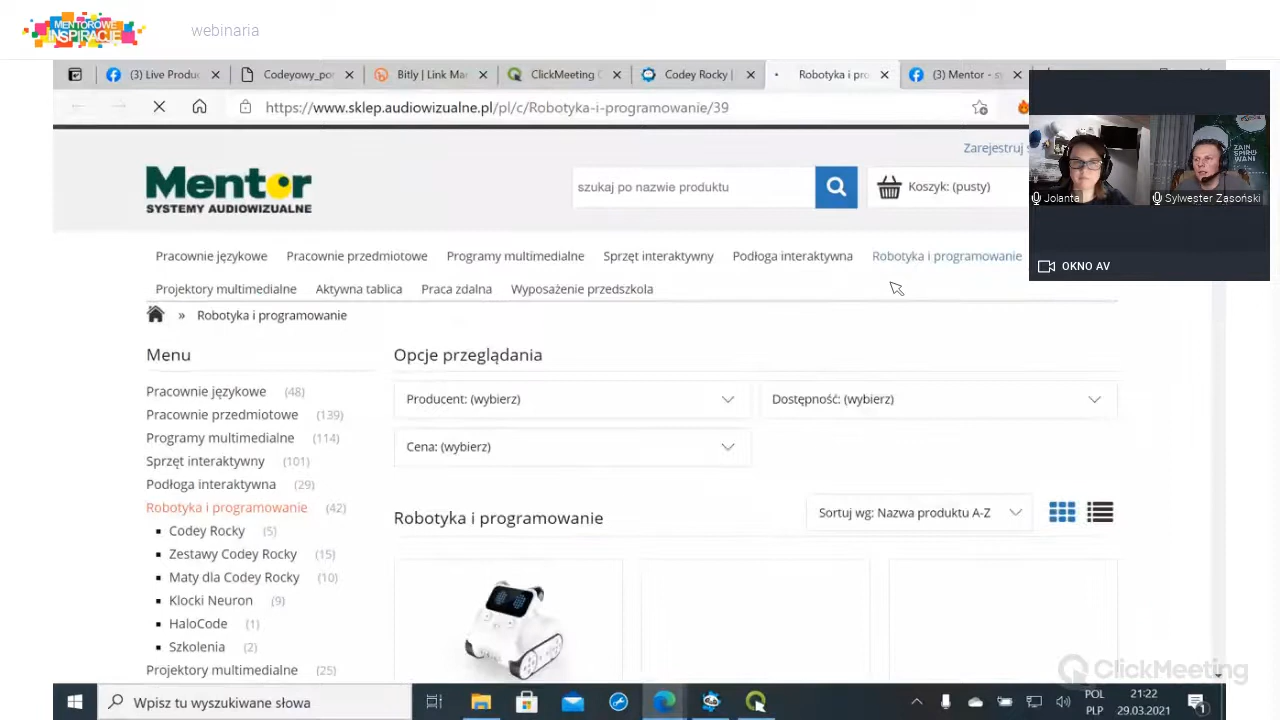 MENTOROWE
INSPIRACJE
webinaria
(3) Live Produc
Codeyowy_po
Bitly | Link Ma
ClickMeeting
Codey Rocky |
Robotyka i pro
(3) Mentor - s
https://www.sklep.audiowizualne.pl/pl/c/Robotyka-i-programowanie/39
Zarejestruj s
Mentor
SYSTEMY AUDIOWIZUALNE
szukaj po nazwie produktu
Koszyk: (pusty)
ZAIN
SPIRU
WANI
Jolanta
Sylwester Zasoński
OKNO AV
Pracownie językowe Pracownie przedmiotowe Programy multimedialne Sprzęt interaktywny Podłoga interaktywna Robotyka i programowanie
Projektory multimedialne Aktywna tablica Praca zdalna Wyposażenie przedszkola
» Robotyka i programowanie
Menu
Opcje przeglądania
Pracownie językowe (48)
Pracownie przedmiotowe (139)
Programy multimedialne (114)
Sprzęt interaktywny (101)
Podłoga interaktywna (29)
Robotyka i programowanie (42)
Codey Rocky (5)
Zestawy Codey Rocky (15)
Maty dla Codey Rocky (10)
Klocki Neuron (9)
HaloCode (1)
Szkolenia (2)
Projektory multimedialne (25)
Producent: (wybierz)
Dostępność: (wybierz)
Cena: (wybierz)
Robotyka i programowanie
Sortuj wg: Nazwa produktu A-Z
ClickMeeting
Wpisz tu wyszukiwane słowa
POL
PLP
21:22
29.03.2021
1